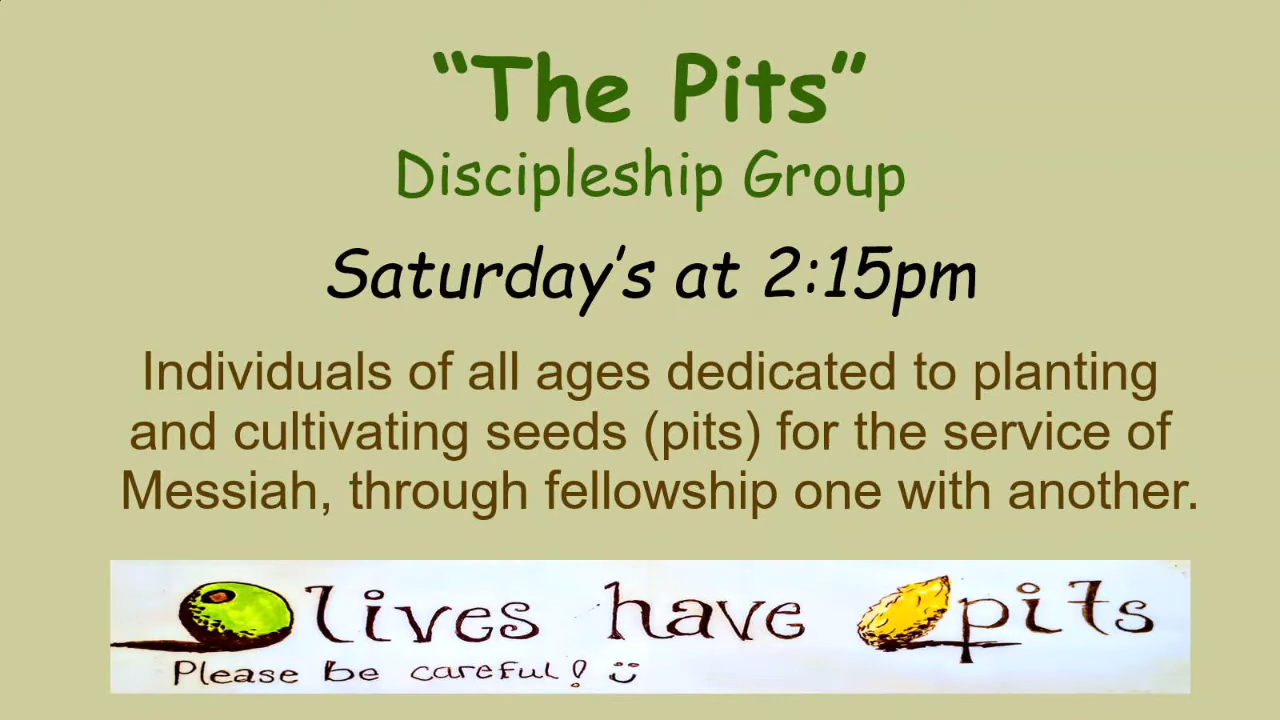 “The Pits”
Discipleship Group
Saturday’s at 2:15pm
Individuals of all ages dedicated to planting
and cultivating seeds (pits) for the service of
Messiah, through fellowship one with another.
Olives have pits
Please be careful!